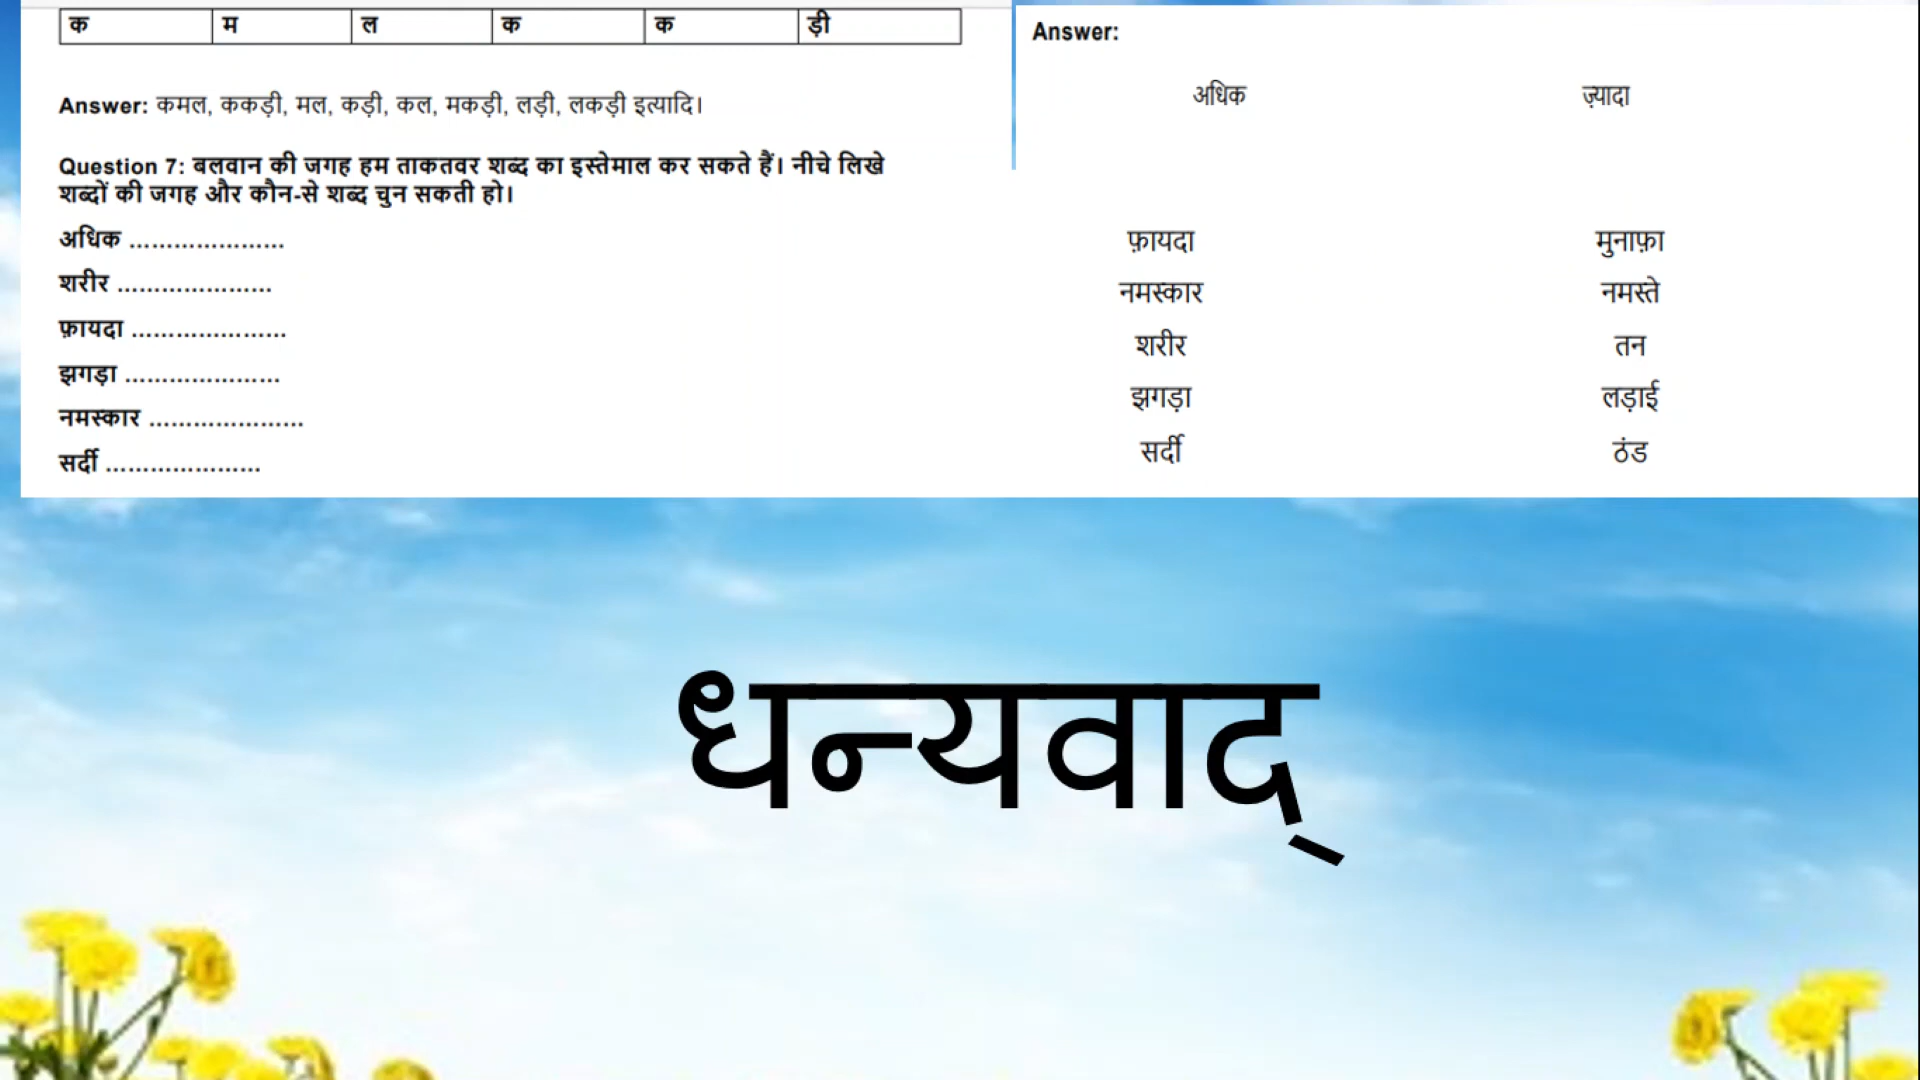 क म ल क क ड़ी
Answer: कमल, ककड़ी, मल, कड़ी, कल, मकड़ी, लड़ी, लकड़ी इत्यादि।
Question 7: बलवान की जगह हम ताकतवर शब्द का इस्तेमाल कर सकते हैं। नीचे लिखे
शब्दों की जगह और कौन-से शब्द चुन सकती हो।
अधिक .....................
शरीर .....................
फ़ायदा .....................
झगड़ा .....................
नमस्कार .....................
सर्दी .....................
Answer:
अधिक ज़्यादा
फ़ायदा मुनाफ़ा
नमस्कार नमस्ते
शरीर तन
झगड़ा लड़ाई
सर्दी ठंड
धन्यवाद्